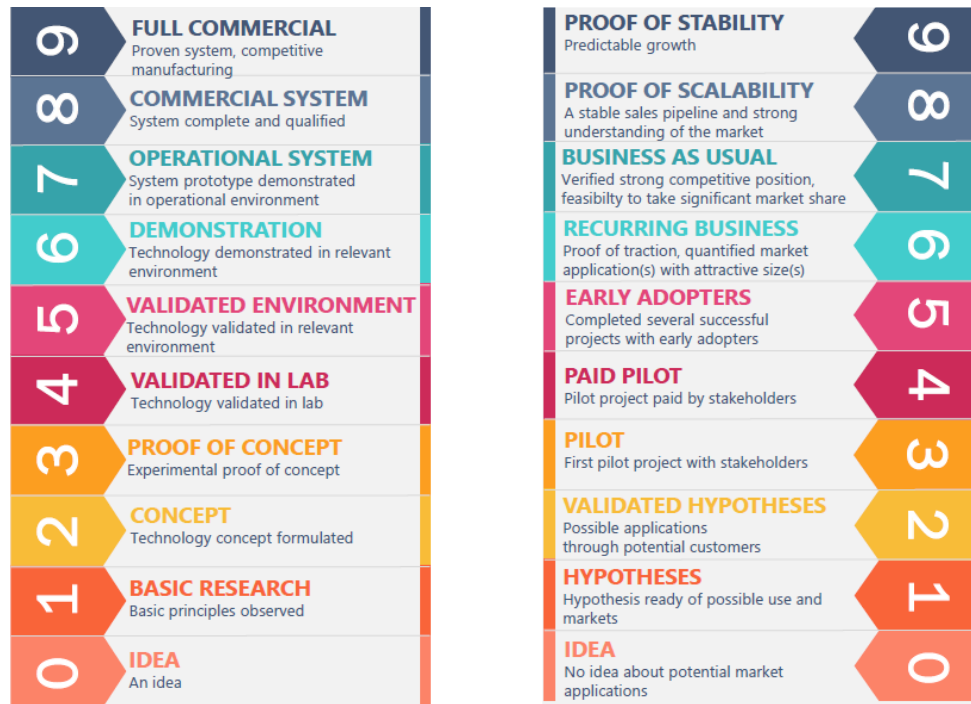 9
FULL COMMERCIAL
Proven system, competitive
manufacturing
8
COMMERCIAL SYSTEM
System complete and qualified
7
OPERATIONAL SYSTEM
System prototype demonstrated
in operational environment
6
DEMONSTRATION
Technology demonstrated in relevant
environment
5
VALIDATED ENVIRONMENT
Technology validated in relevant
environment
4
VALIDATED IN LAB
Technology validated in lab
3
PROOF OF CONCEPT
Experimental proof of concept
2
CONCEPT
Technology concept formulated
1
BASIC RESEARCH
Basic principles observed
0
IDEA
An idea
PROOF OF STABILITY
Predictable growth
9
PROOF OF SCALABILITY
A stable sales pipeline and strong
understanding of the market
8
BUSINESS AS USUAL
Verified strong competitive position,
feasibilty to take significant market share
7
RECURRING BUSINESS
Proof of traction, quantified market
application(s) with attractive size(s)
6
EARLY ADOPTERS
Completed several successful
projects with early adopters
5
PAID PILOT
Pilot project paid by stakeholders
4
PILOT
First pilot project with stakeholders
3
VALIDATED HYPOTHESES
Possible applications
through potential customers
2
HYPOTHESES
Hypothesis ready of possible use and
markets
1
IDEA
No idea about potential market
applications
0